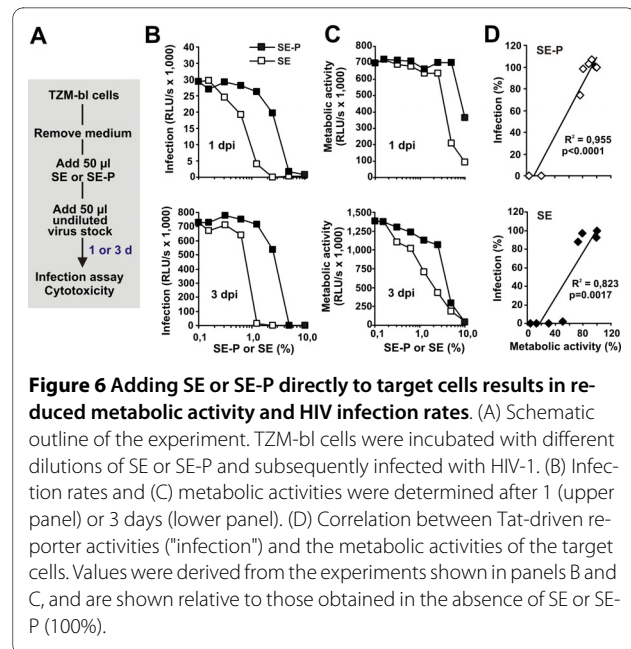 A
TZM-bl cells
Remove medium
Add 50 µl
SE or SE-P
Add 50 µl
undiluted
virus stock
1 or 3 d
Infection assay
Cytotoxicity
B
SE-P
SE
Infection (RLU/s x 1,000)
40
35
30
25
20
15
10
5
0
1 dpi
Infection (RLU/s x 1,000)
800
700
600
500
400
300
200
100
0
3 dpi
0,1
1,0
10,0
SE-P or SE (%)
C
Metabolic activity
(RLU/s x 1,000)
800
700
600
500
400
300
200
100
0
1 dpi
Metabolic activity
(RLU/s x 1,000)
1,500
1,250
1,000
750
500
250
0
3 dpi
0,1
1,0
10,0
SE-P or SE (%)
D
Infection (%)
120
100
80
60
40
20
0
SE-P
R² = 0,955
p<0.0001
Infection (%)
120
100
80
60
40
20
0
SE
R² = 0,823
p=0.0017
0
50
100
Metabolic activity (%)
Figure 6 Adding SE or SE-P directly to target cells results in re-
duced metabolic activity and HIV infection rates. (A) Schematic
outline of the experiment. TZM-bl cells were incubated with different
dilutions of SE or SE-P and subsequently infected with HIV-1. (B) Infec-
tion rates and (C) metabolic activities were determined after 1 (upper
panel) or 3 days (lower panel). (D) Correlation between Tat-driven re-
porter activities ("infection") and the metabolic activities of the target
cells. Values were derived from the experiments shown in panels B and
C, and are shown relative to those obtained in the absence of SE or SE-
P (100%).